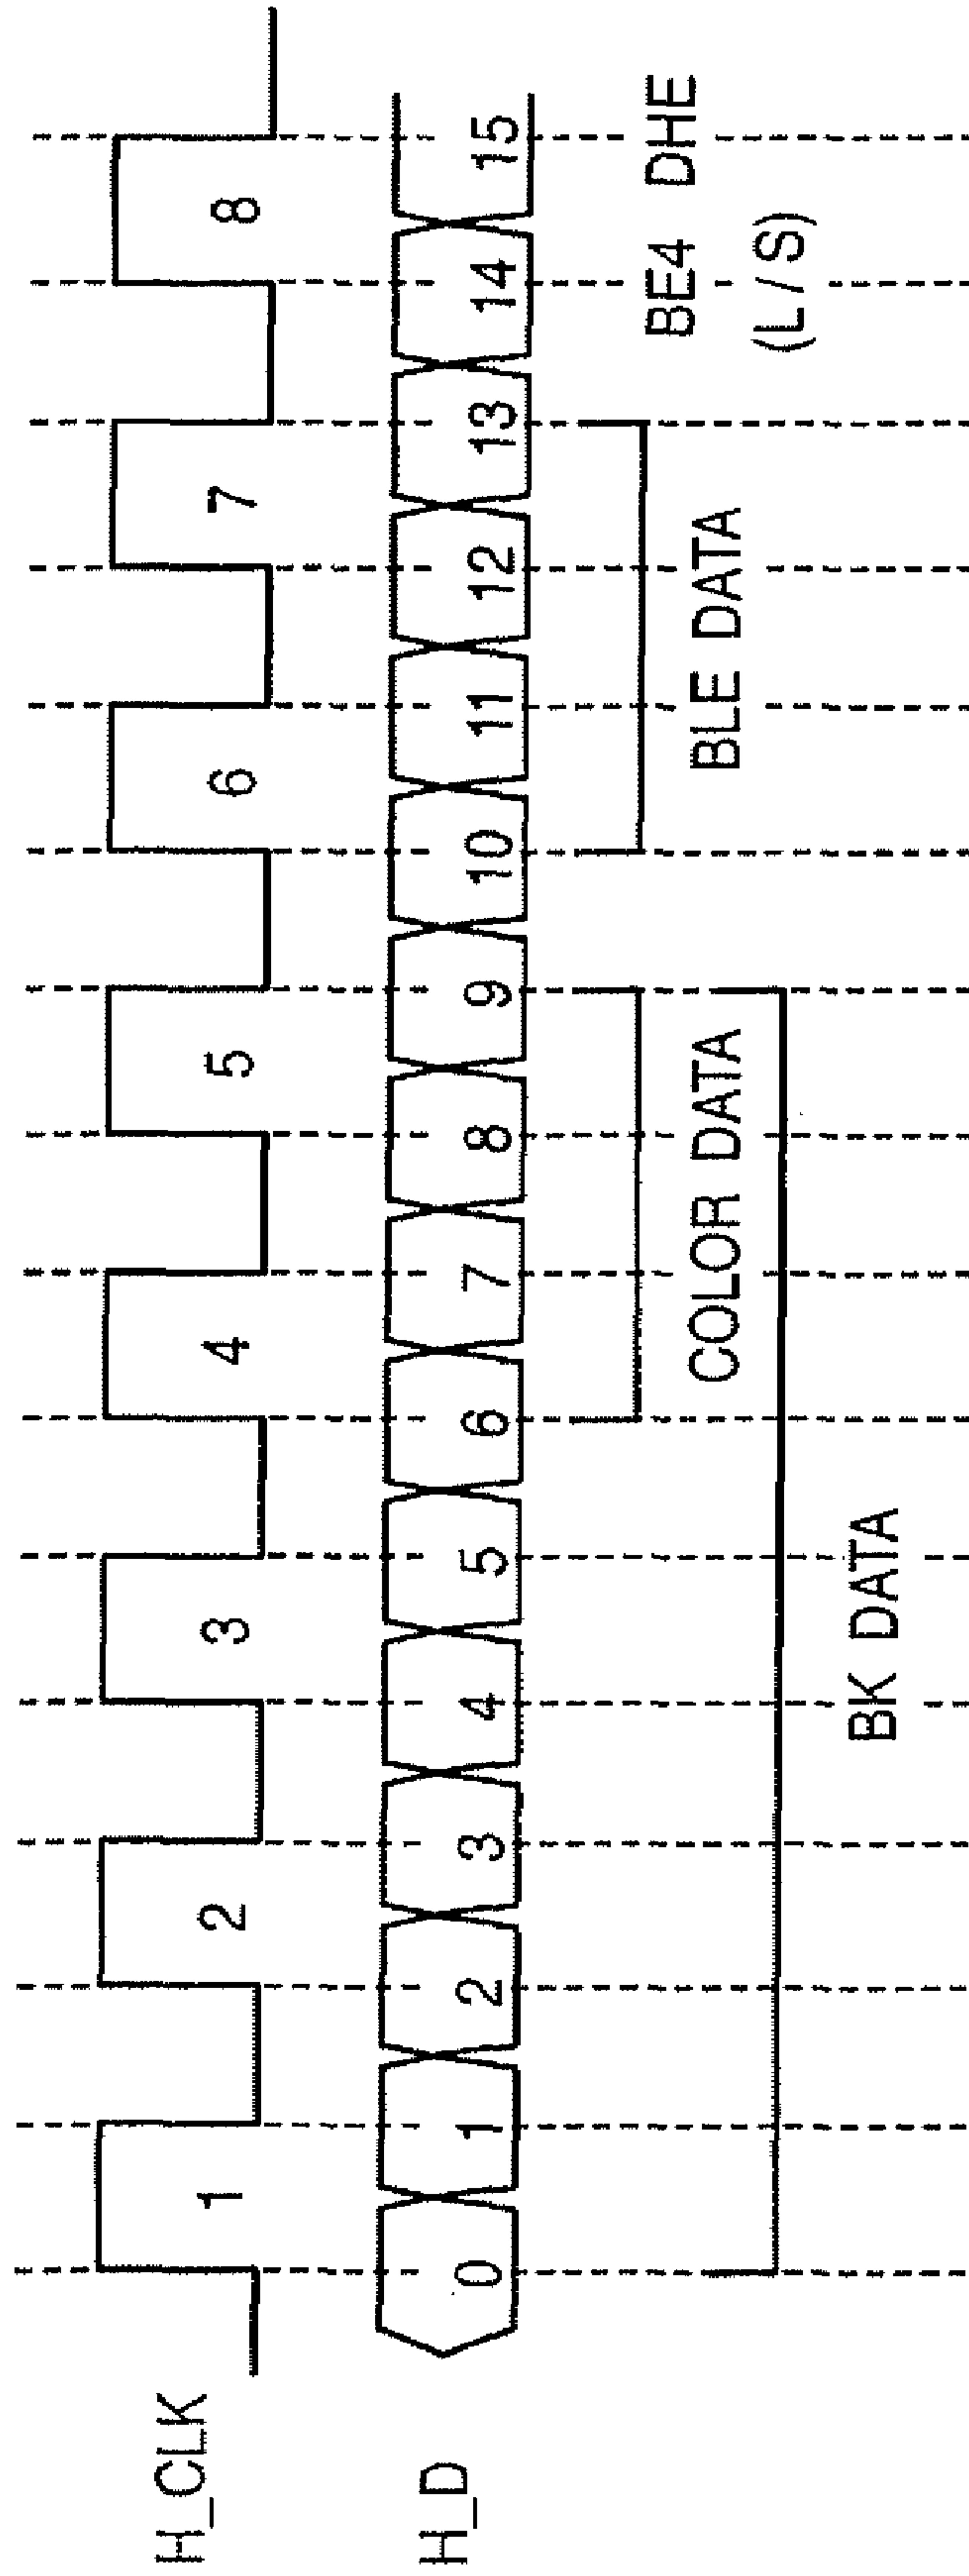 H_CLK 1 2 3 4 5 6 7 8
H_D 0 1 2 3 4 5 6 7 8 9 10 11 12 13 14 15
COLOR DATA BLE DATA BE4 DHE
(L/S)
BK DATA